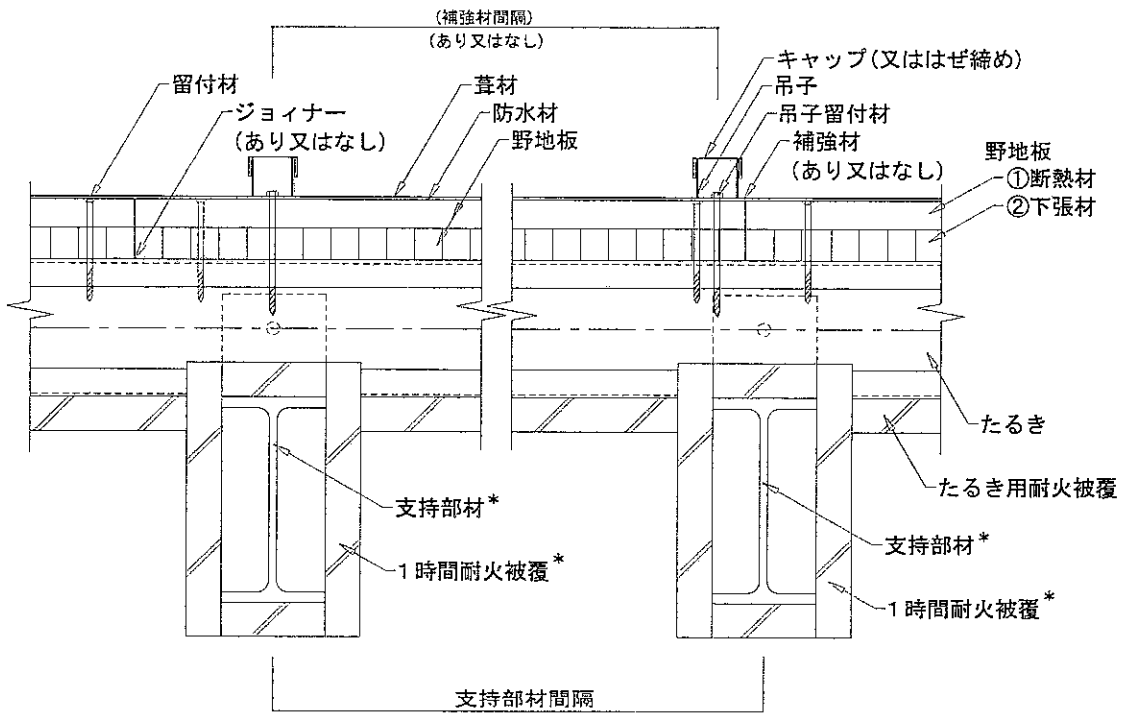 (補強材間隔)
(あり又はなし)
キャップ(又ははぜ締め)
留付材
葺材
吊子
ジョイナー
防水材
吊子留付材
(あり又はなし)
野地板
補強材
(あり又はなし)
野地板
①断熱材
②下張材
たるき
たるき用耐火被覆
支持部材*
支持部材*
1時間耐火被覆*
1時間耐火被覆*
支持部材間隔